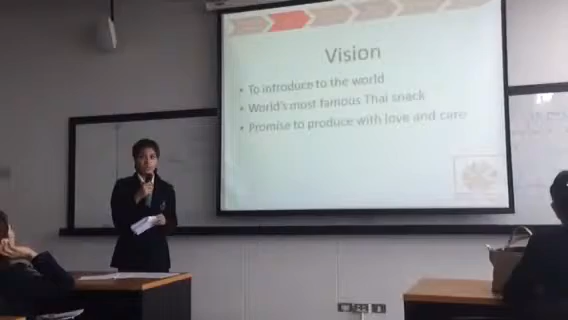 Vision
• To introduce to the world
• World's most famous Thai snack
• Promise to produce with love and care